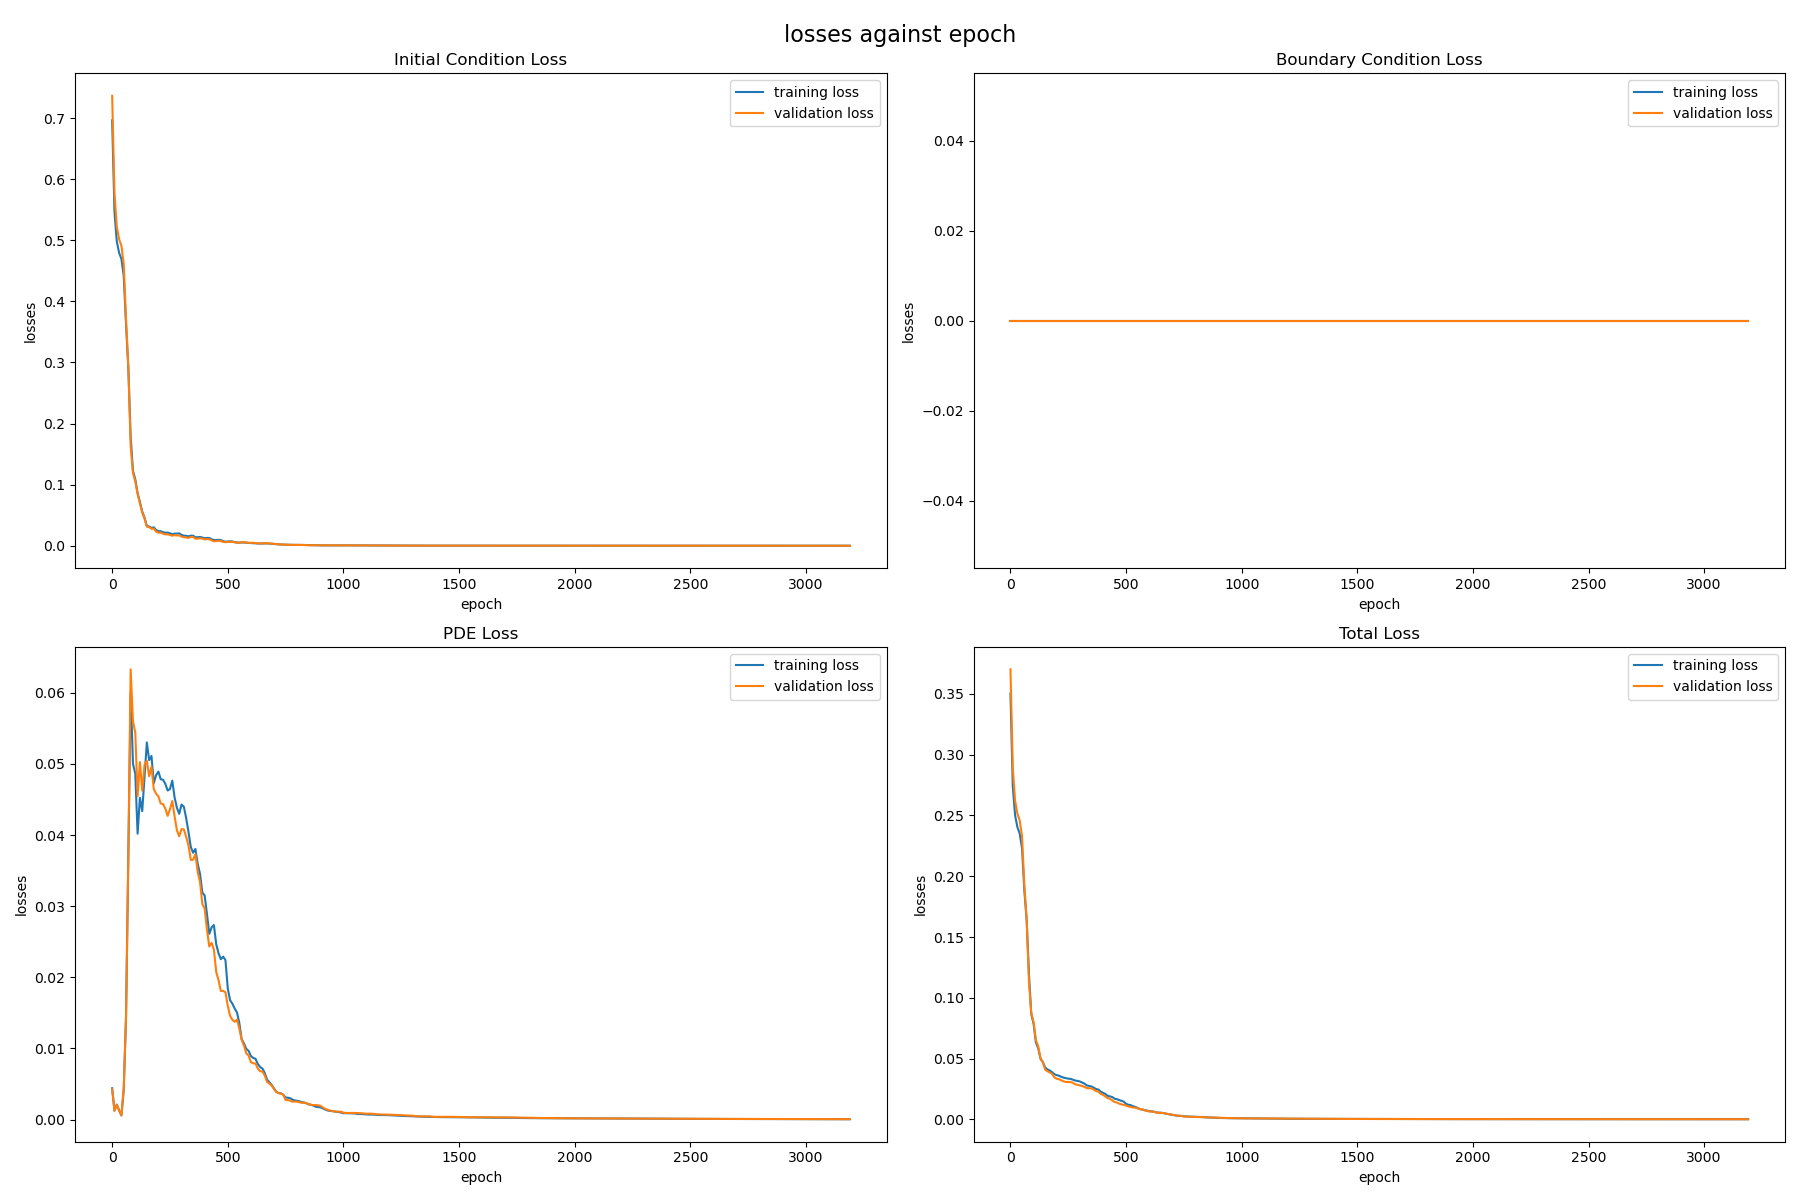 losses against epoch
Initial Condition Loss
training loss
validation loss
0.7
0.6
0.5
0.4
0.3
0.2
0.1
0.0
losses
0 500 1000 1500 2000 2500 3000
epoch
Boundary Condition Loss
training loss
validation loss
0.04
0.02
0.00
−0.02
−0.04
losses
0 500 1000 1500 2000 2500 3000
epoch
PDE Loss
training loss
validation loss
0.06
0.05
0.04
0.03
0.02
0.01
0.00
losses
0 500 1000 1500 2000 2500 3000
epoch
Total Loss
training loss
validation loss
0.35
0.30
0.25
0.20
0.15
0.10
0.05
0.00
losses
0 500 1000 1500 2000 2500 3000
epoch